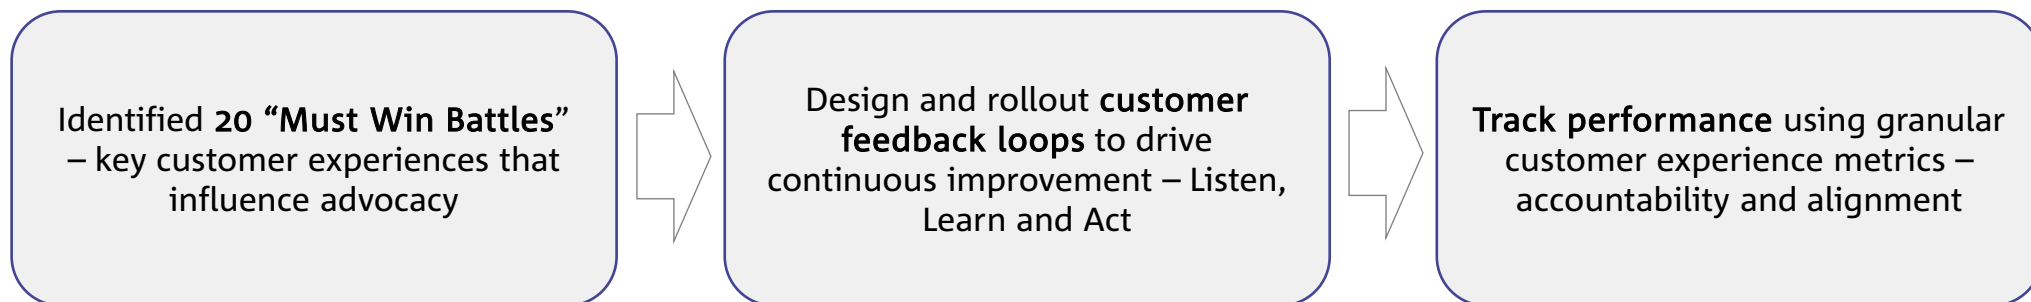 Identified 20 “Must Win Battles”
– key customer experiences that
influence advocacy
Design and rollout customer
feedback loops to drive
continuous improvement – Listen,
Learn and Act
Track performance using granular
customer experience metrics –
accountability and alignment